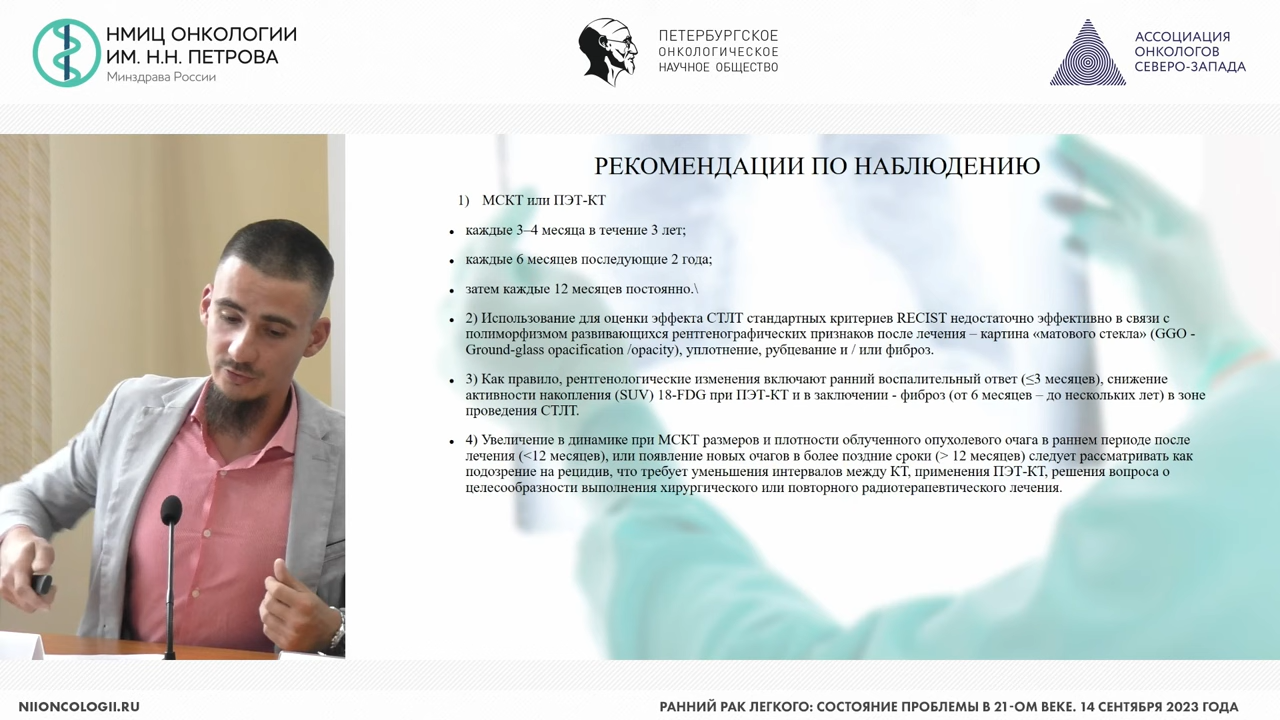 НМИЦ ОНКОЛОГИИ
ИМ. Н.Н. ПЕТРОВА
Минздрава России
ПЕТЕРБУРГСКОЕ
ОНКОЛОГИЧЕСКОЕ
НАУЧНОЕ ОБЩЕСТВО
АССОЦИАЦИЯ
ОНКОЛОГОВ
СЕВЕРО-ЗАПАДА
РЕКОМЕНДАЦИИ ПО НАБЛЮДЕНИЮ
1) МСКТ или ПЭТ-КТ
• каждые 3–4 месяца в течение 3 лет;
• каждые 6 месяцев последующие 2 года;
• затем каждые 12 месяцев постоянно.\
• 2) Использование для оценки эффекта СТЛТ стандартных критериев RECIST недостаточно эффективно в связи с
полиморфизмом развивающихся рентгенографических признаков после лечения – картина «матового стекла» (GGO -
Ground-glass opacification /opacity), уплотнение, рубцевание и / или фиброз.
• 3) Как правило, рентгенологические изменения включают ранний воспалительный ответ (≤3 месяцев), снижение
активности накопления (SUV) 18-FDG при ПЭТ-КТ и в заключении - фиброз (от 6 месяцев – до нескольких лет) в зоне
проведения СТЛТ.
• 4) Увеличение в динамике при МСКТ размеров и плотности облученного опухолевого очага в раннем периоде после
лечения (<12 месяцев), или появление новых очагов в более поздние сроки (> 12 месяцев) следует рассматривать как
подозрение на рецидив, что требует уменьшения интервалов между КТ, применения ПЭТ-КТ, решения вопроса о
целесообразности выполнения хирургического или повторного радиотерапевтического лечения.
NIIONCOLOGII.RU
РАННИЙ РАК ЛЕГКОГО: СОСТОЯНИЕ ПРОБЛЕМЫ В 21-ОМ ВЕКЕ. 14 СЕНТЯБРЯ 2023 ГОДА